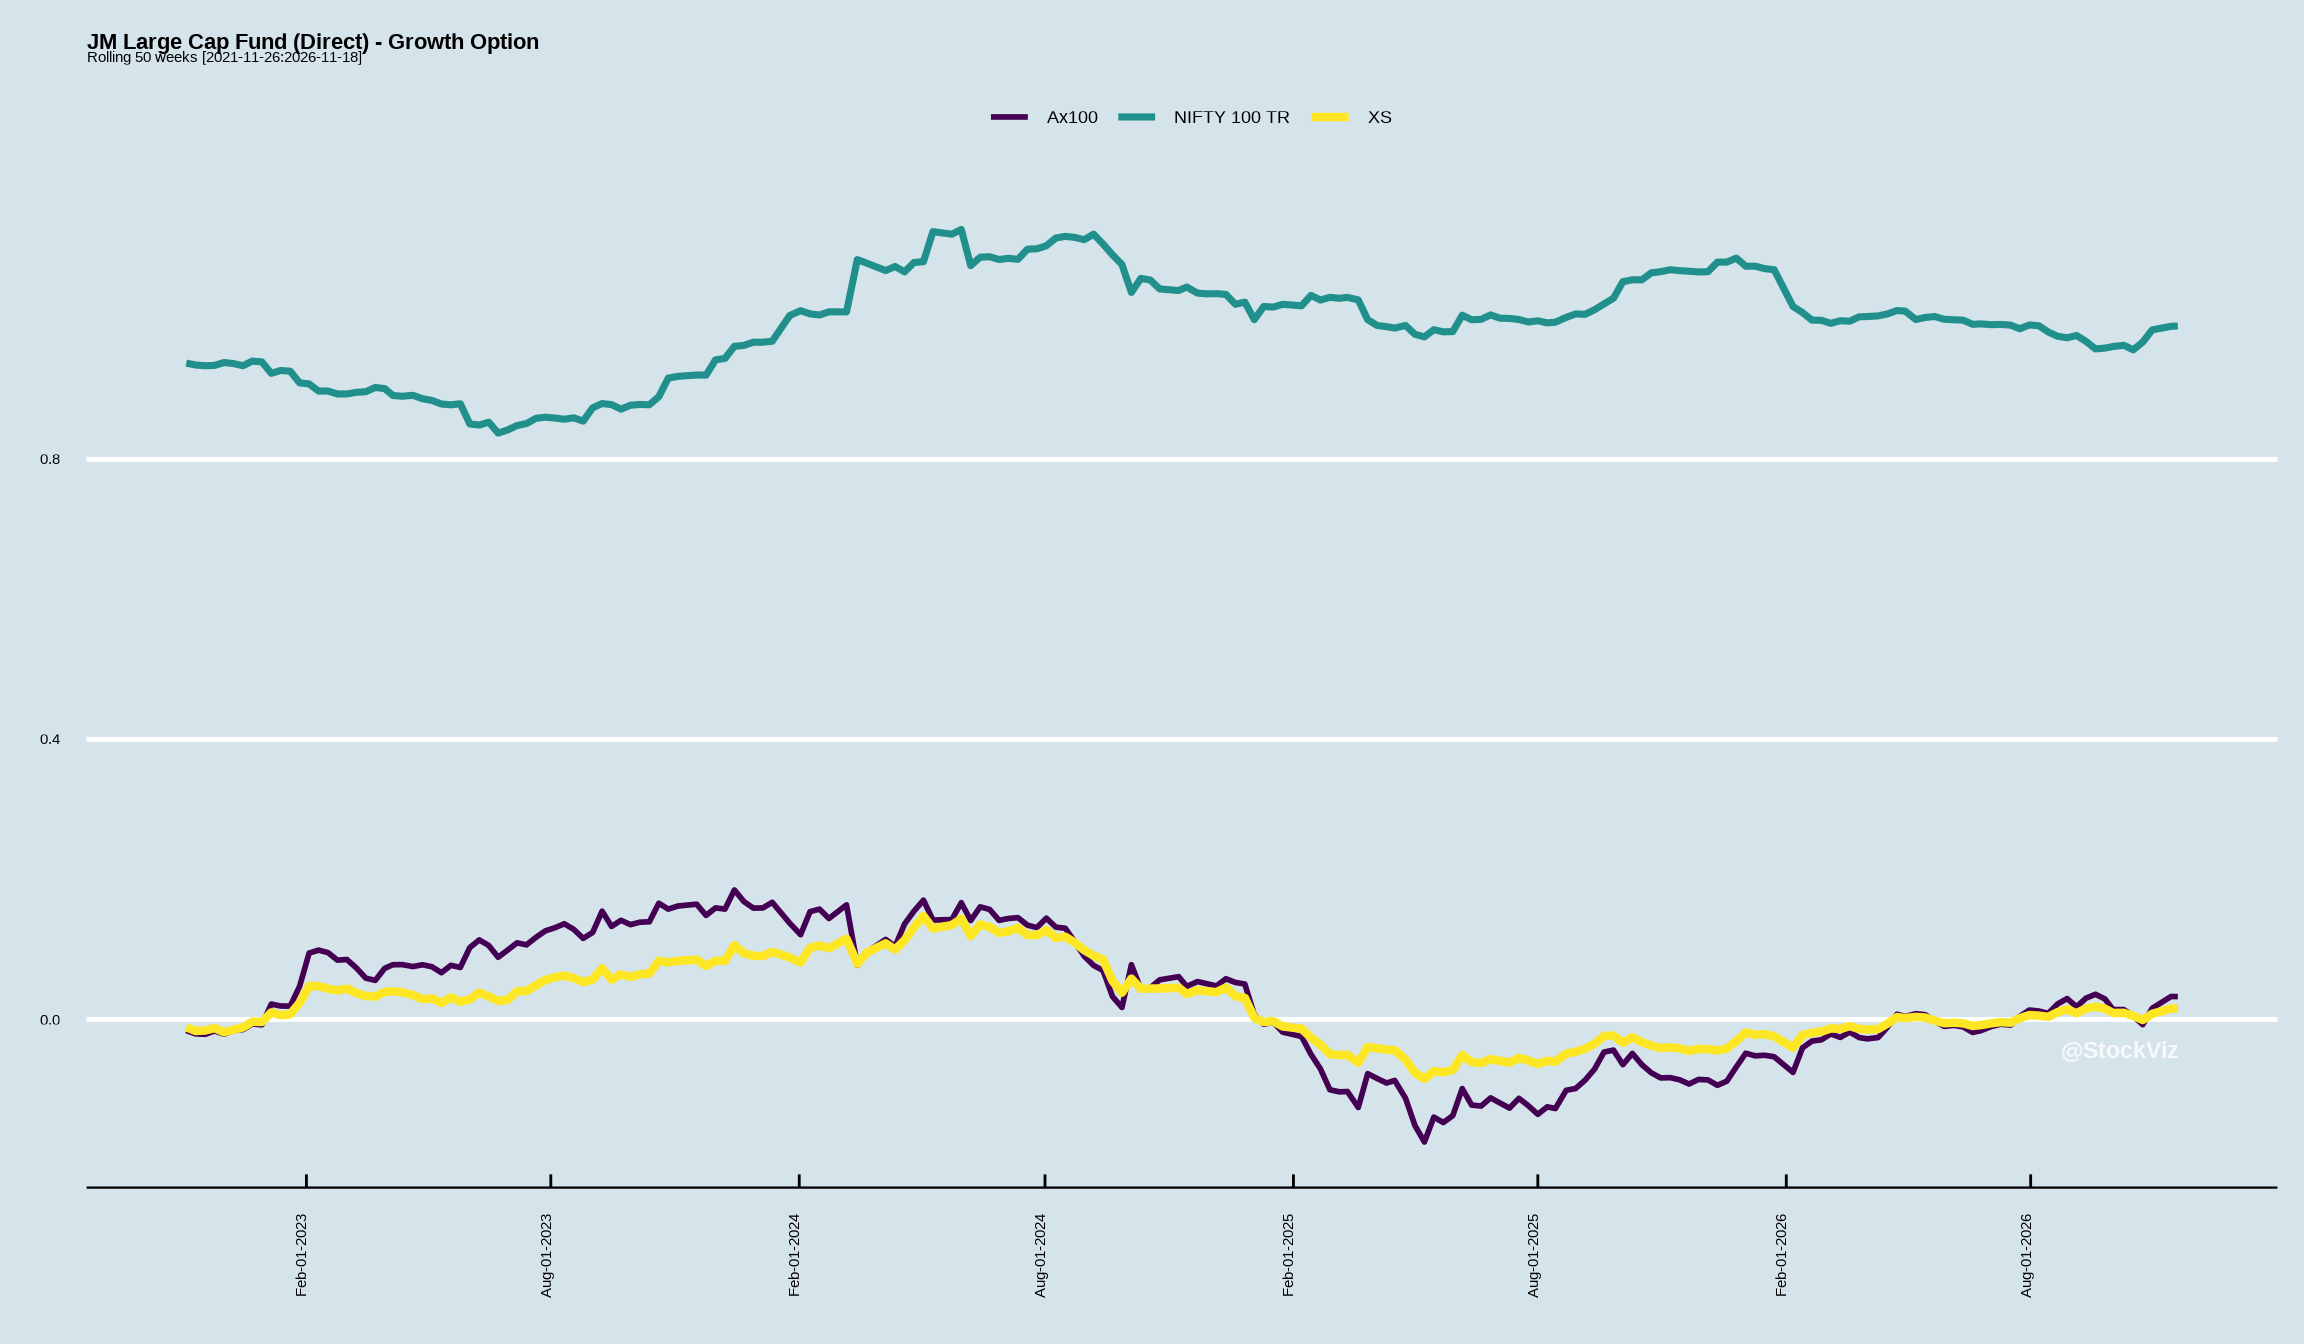 JM Large Cap Fund (Direct) - Growth Option
Rolling 50 weeks [2021-11-26:2026-11-18]
Ax100 NIFTY 100 TR XS
0.8
0.4
0.0
@StockViz
Feb-01-2023 Aug-01-2023 Feb-01-2024 Aug-01-2024 Feb-01-2025 Aug-01-2025 Feb-01-2026 Aug-01-2026